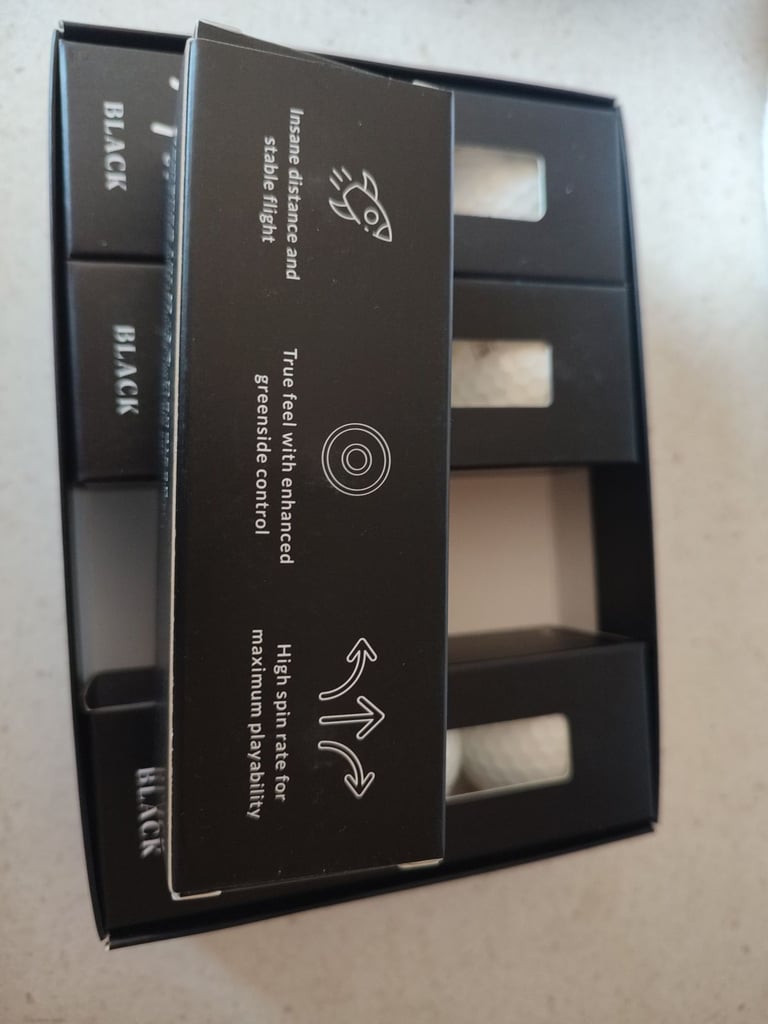 Insane distance and
stable flight
True feel with enhanced
greenside control
High spin rate for
maximum playability
BLACK
BLACK
BLACK